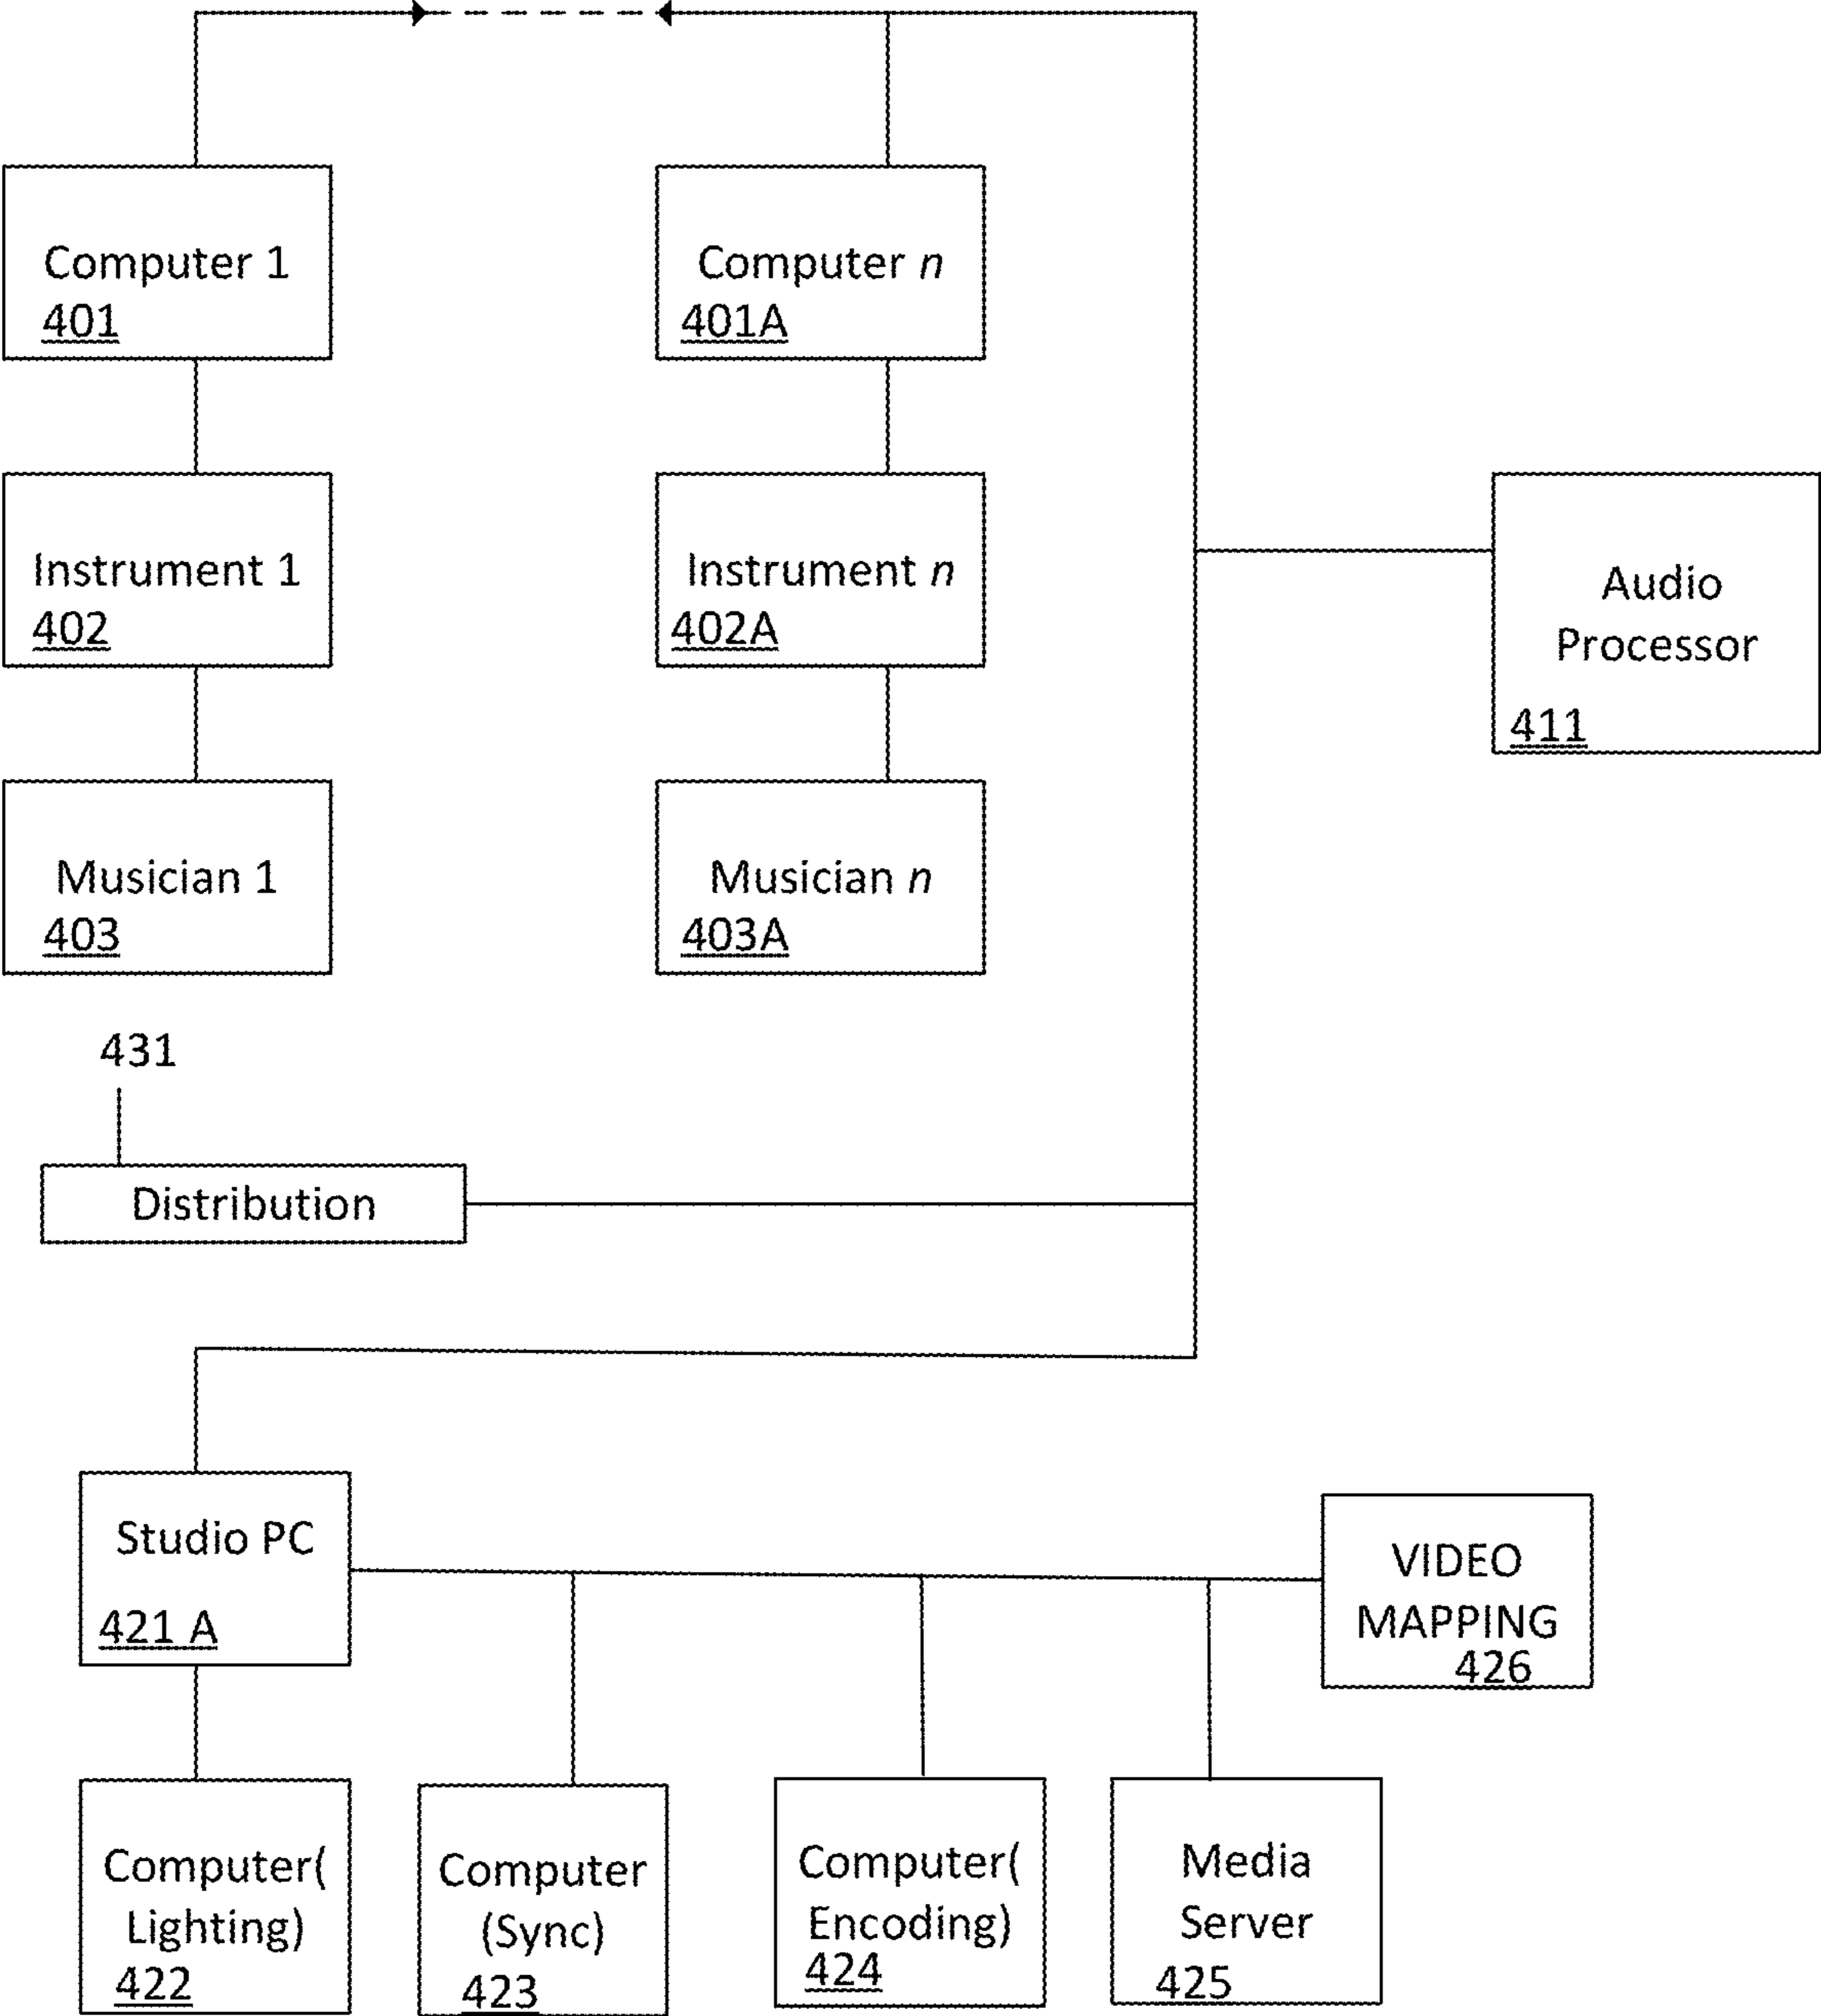 Computer 1
401
Computer n
401A
Instrument 1
402
Instrument n
402A
Audio
Processor
411
Musician 1
403
Musician n
403A
431
Distribution
Studio PC
421 A
VIDEO
MAPPING
426
Computer(
Lighting)
422
Computer
(Sync)
423
Computer(
Encoding)
424
Media
Server
425